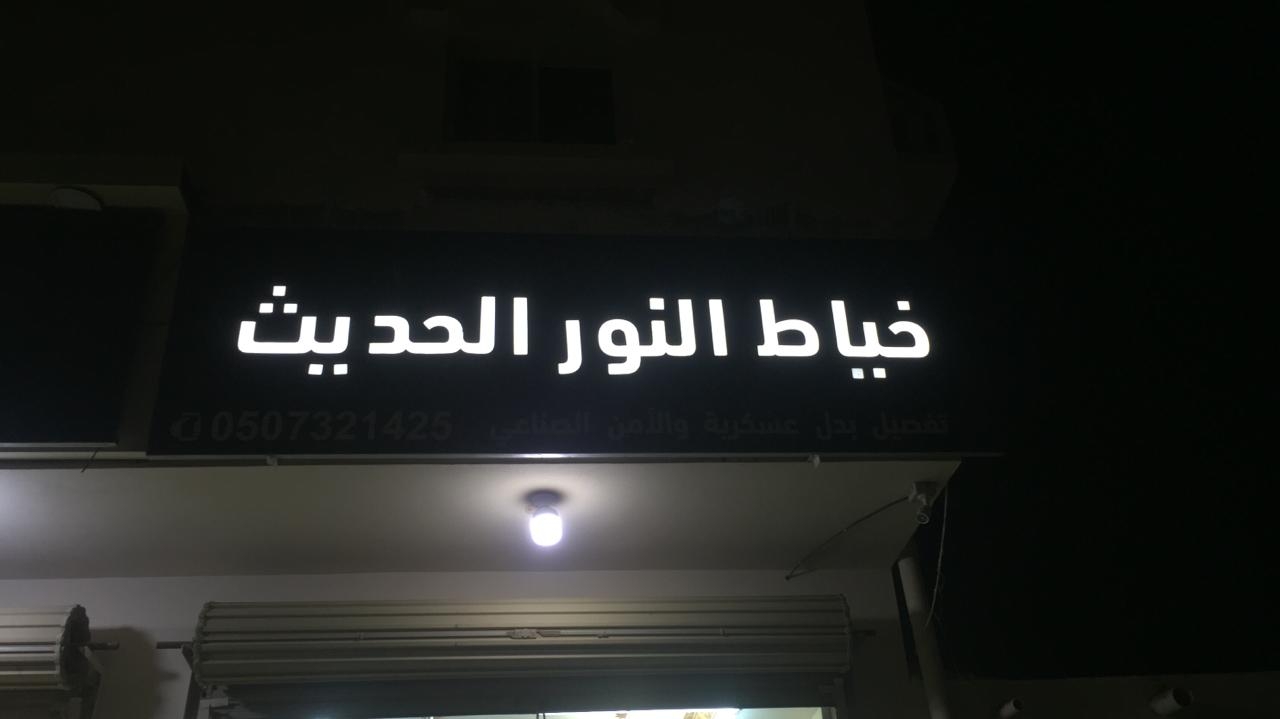 خياط النور الحديث
تفصيل بدل عسكرية والأمن الصناعي 0507321425